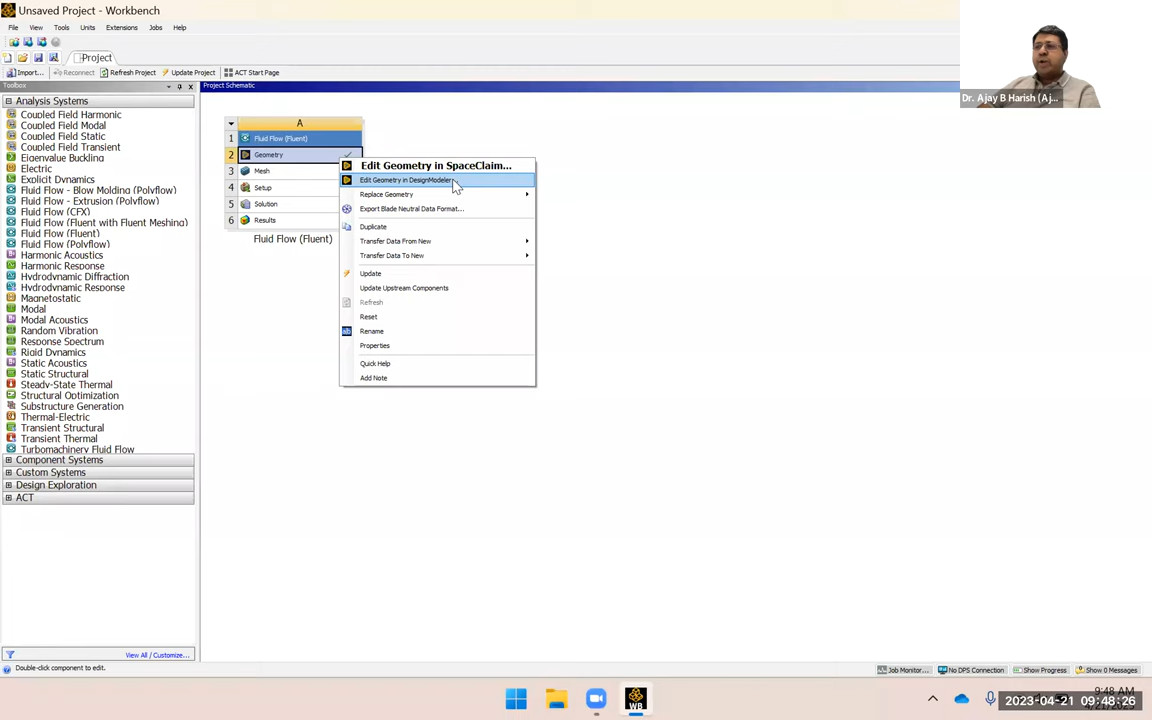 Unsaved Project - Workbench
File View Tools Units Extensions Jobs Help
Project
Import... Reconnect Refresh Project Update Project ACT Start Page
Toolbox
Project Schematic
Analysis Systems
Coupled Field Harmonic
Coupled Field Modal
Coupled Field Static
Coupled Field Transient
Eigenvalue Buckling
Electric
Explicit Dynamics
Fluid Flow - Blow Molding (Polyflow)
Fluid Flow - Extrusion (Polyflow)
Fluid Flow (CFX)
Fluid Flow (Fluent with Fluent Meshing)
Fluid Flow (Fluent)
Fluid Flow (Polyflow)
Harmonic Acoustics
Harmonic Response
Hydrodynamic Diffraction
Hydrodynamic Response
Magnetostatic
Modal
Modal Acoustics
Random Vibration
Response Spectrum
Rigid Dynamics
Static Acoustics
Static Structural
Steady-State Thermal
Structural Optimization
Substructure Generation
Thermal-Electric
Transient Structural
Transient Thermal
Turbomachinery Fluid Flow
Component Systems
Custom Systems
Design Exploration
ACT
View All / Customize...
A
1 Fluid Flow (Fluent)
2 Geometry
3 Mesh
4 Setup
5 Solution
6 Results
Fluid Flow (Fluent)
Edit Geometry in SpaceClaim...
Edit Geometry in DesignModeler...
Replace Geometry
Export Blade Neutral Data Format...
Duplicate
Transfer Data From New
Transfer Data To New
Update
Update Upstream Components
Refresh
Reset
ab Rename
Properties
Quick Help
Add Note
Dr. Ajay B Harish (Aj...
Double-click component to edit.
Job Monitor... No DPS Connection Show Progress Show 0 Messages
WB
9:48 AM
2023-04-21 09:48:26